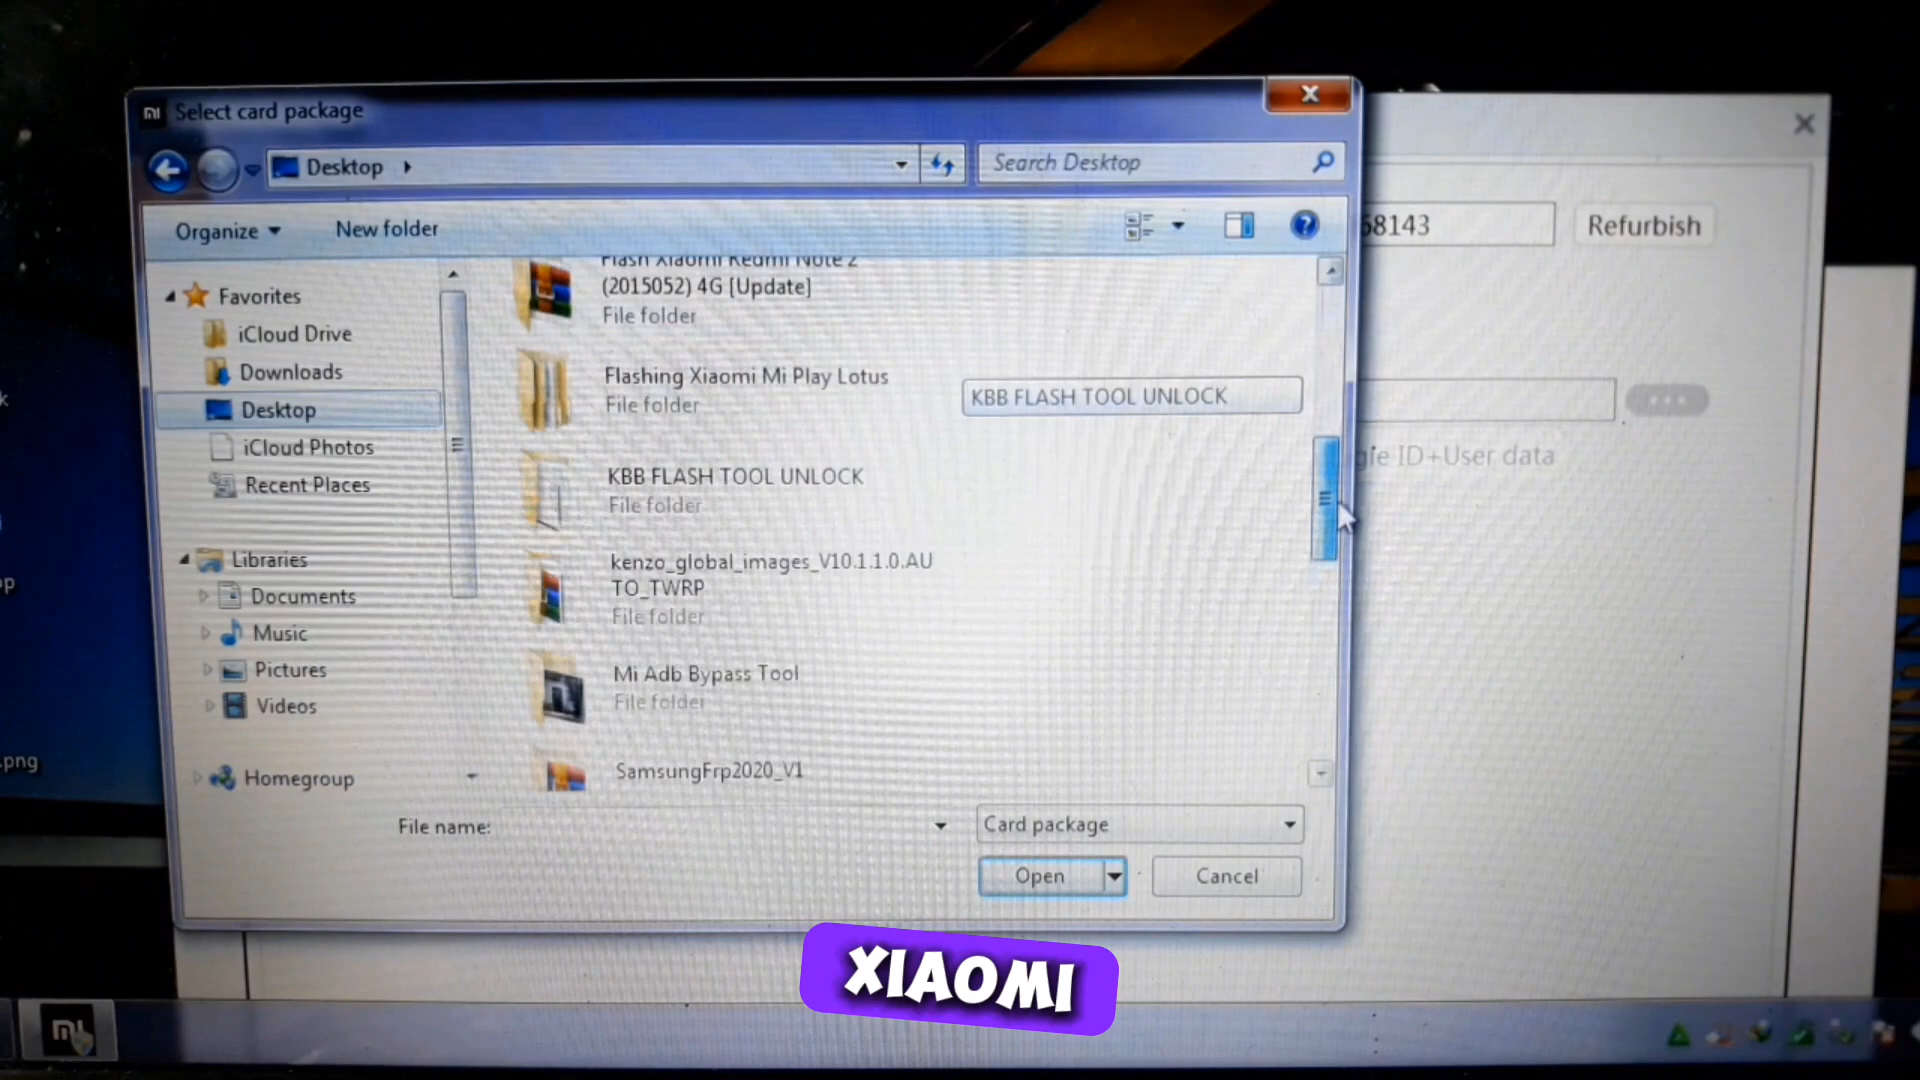 Select card package
Desktop
Search Desktop
Organize
New folder
68143
Refurbish
Favorites
iCloud Drive
Downloads
Desktop
iCloud Photos
Recent Places
Libraries
Documents
Music
Pictures
Videos
Homegroup
Flash Xiaomi Redmi Note 2
(2015052) 4G [Update]
File folder
Flashing Xiaomi Mi Play Lotus
File folder
KBB FLASH TOOL UNLOCK
KBB FLASH TOOL UNLOCK
File folder
kenzo_global_images_V10.1.1.0.AU
TO_TWRP
File folder
Mi Adb Bypass Tool
File folder
SamsungFrp2020_V1
gle ID+User data
File name:
Card package
Open
Cancel
.png
XIAOMI